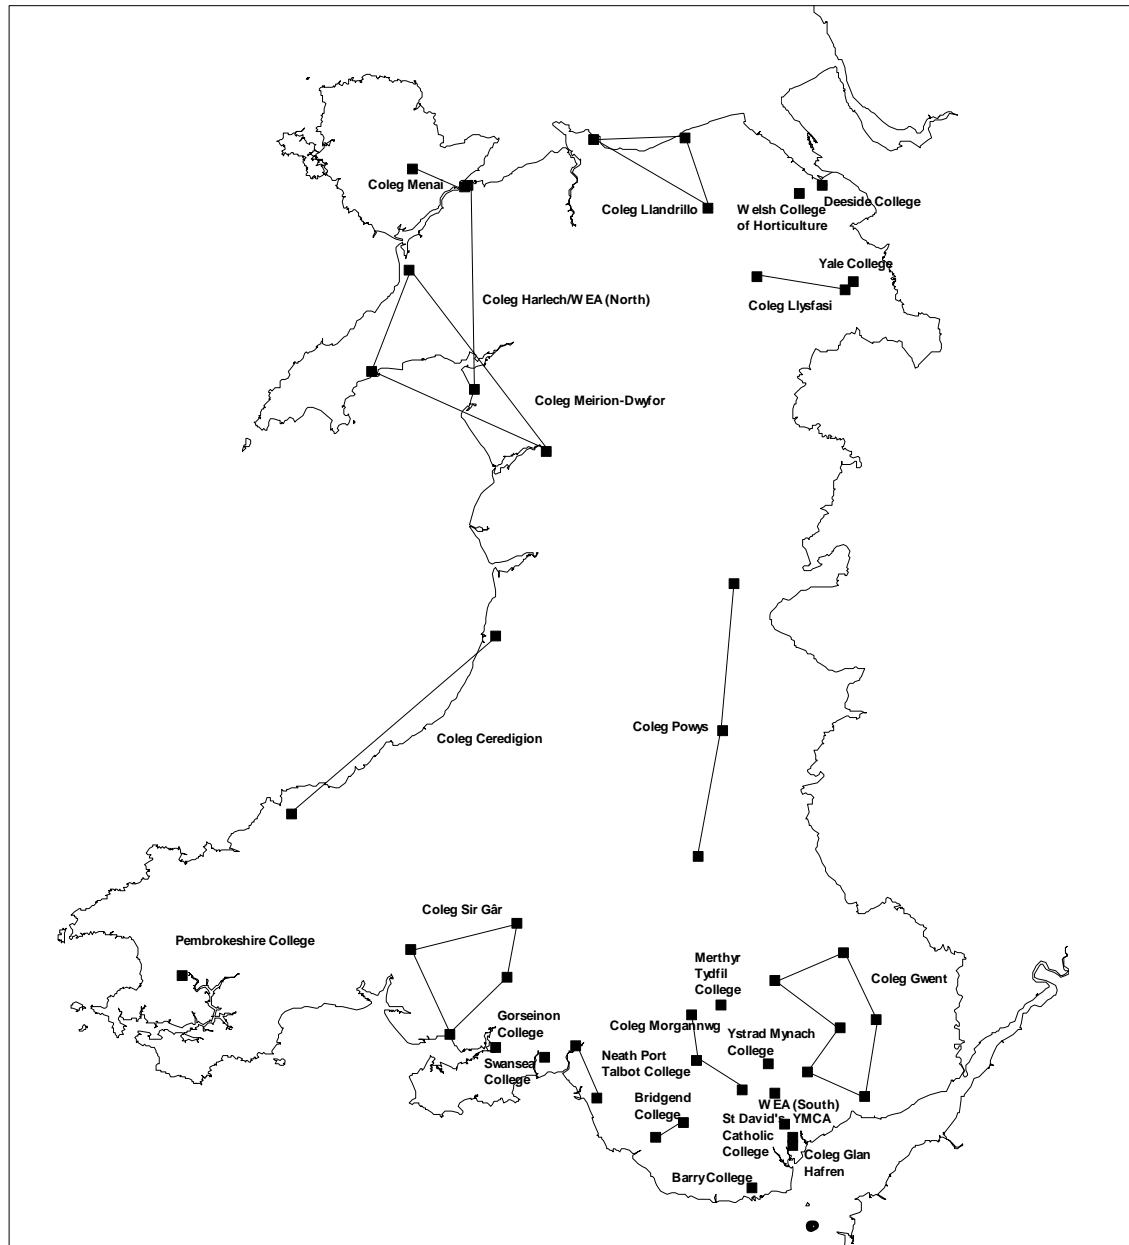 Coleg Menai
Coleg Llandrillo
Welsh College
of Horticulture
Deeside College
Yale College
Coleg Llysfasi
Coleg Harlech/WEA (North)
Coleg Meirion-Dwyfor
Coleg Powys
Coleg Ceredigion
Coleg Sir Gâr
Pembrokeshire College
Merthyr
Tydfil
College
Coleg Gwent
Gorseinon
College
Coleg Morgannwg
Ystrad Mynach
College
Swansea
College
Neath Port
Talbot College
Bridgend
College
WEA (South)
YMCA
St David's
Catholic
College
Coleg Glan
Hafren
Barry College